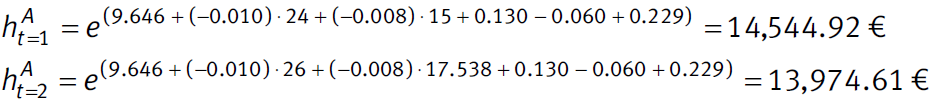 h^A_{t=1} = e^{(9.646 + (−0.010) · 24 + (−0.008) · 15 + 0.130 − 0.060 + 0.229)} = 14,544.92 €
h^A_{t=2} = e^{(9.646 + (−0.010) · 26 + (−0.008) · 17.538 + 0.130 − 0.060 + 0.229)} = 13,974.61 €